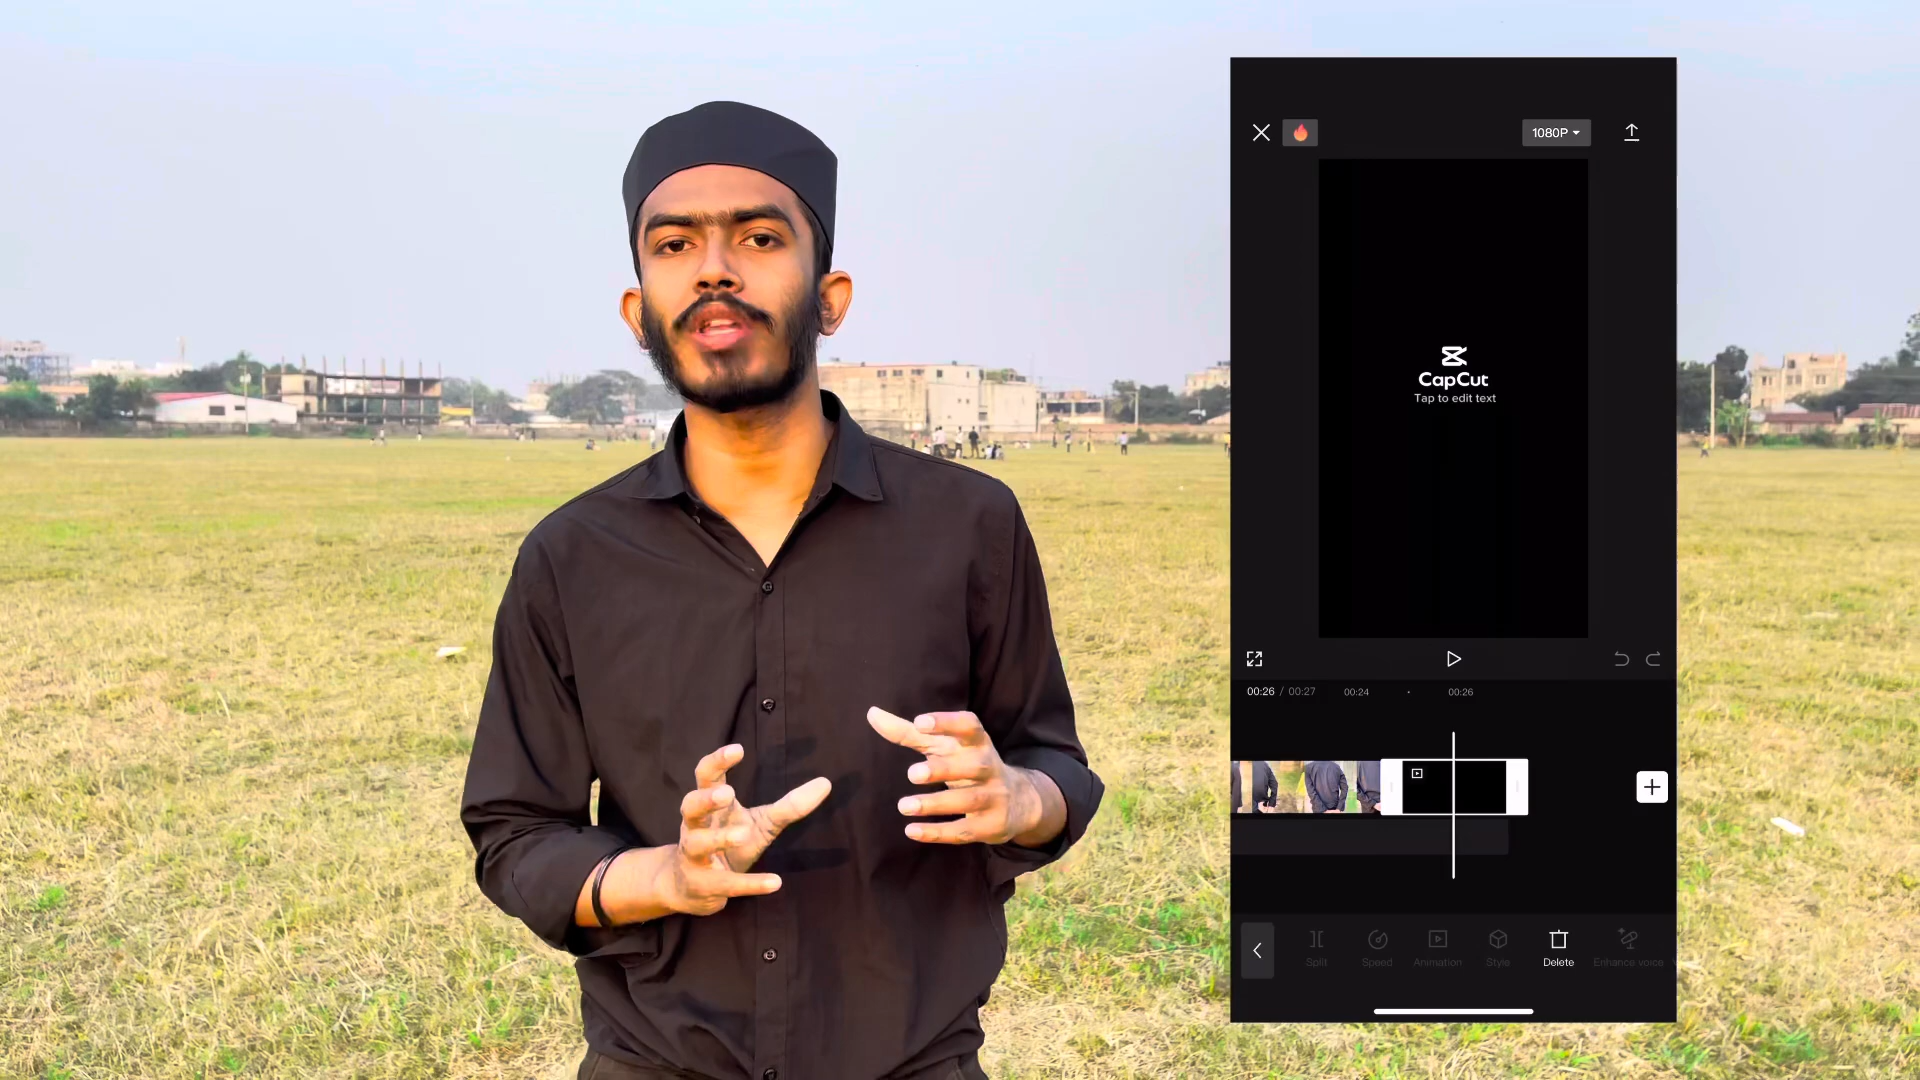 1080P
CapCut
Tap to edit text
00:26 / 00:27 00:24 00:26
Split Speed Animation Style Delete Enhance voice